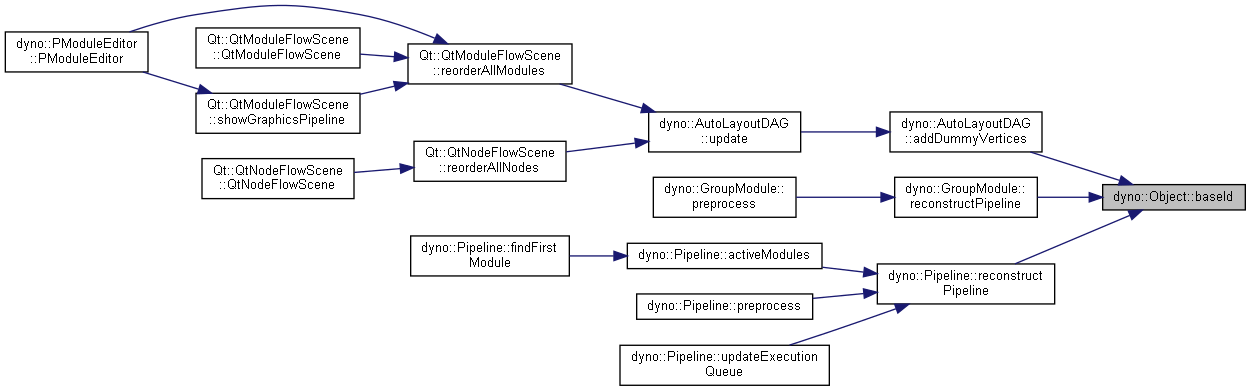 dyno::PModuleEditor
::PModuleEditor
Qt::QtModuleFlowScene
::QtModuleFlowScene
Qt::QtModuleFlowScene
::showGraphicsPipeline
Qt::QtNodeFlowScene
::QtNodeFlowScene
Qt::QtModuleFlowScene
::reorderAllModules
Qt::QtNodeFlowScene
::reorderAllNodes
dyno::Pipeline::findFirst
Module
dyno::AutoLayoutDAG
::update
dyno::GroupModule::
preprocess
dyno::Pipeline::activeModules
dyno::Pipeline::preprocess
dyno::Pipeline::updateExecution
Queue
dyno::AutoLayoutDAG
::addDummyVertices
dyno::GroupModule::
reconstructPipeline
dyno::Pipeline::reconstruct
Pipeline
dyno::Object::baseId